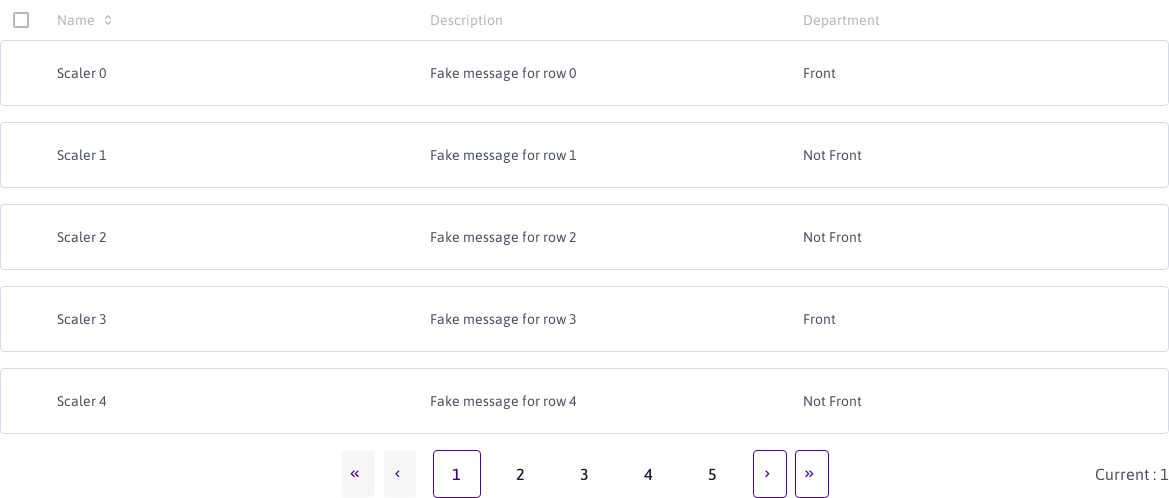 Name Description Department
Scaler 0 Fake message for row 0 Front
Scaler 1 Fake message for row 1 Not Front
Scaler 2 Fake message for row 2 Not Front
Scaler 3 Fake message for row 3 Front
Scaler 4 Fake message for row 4 Not Front
« ‹ 1 2 3 4 5 › » Current : 1